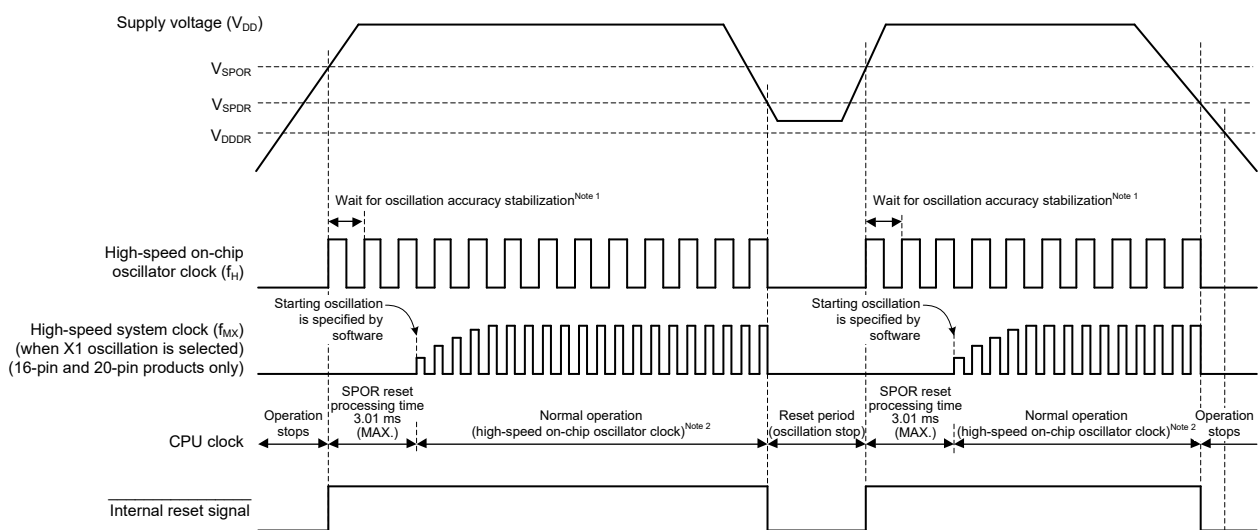 Supply voltage (VDD)
VSPOR
VSPDR
VDDDR
Wait for oscillation accuracy stabilizationNote 1
Wait for oscillation accuracy stabilizationNote 1
High-speed on-chip
oscillator clock (fH)
Starting oscillation
is specified by
software
Starting oscillation
is specified by
software
High-speed system clock (fMX)
(when X1 oscillation is selected)
(16-pin and 20-pin products only)
CPU clock
Operation
stops
SPOR reset
processing time
3.01 ms
(MAX.)
Normal operation
(high-speed on-chip oscillator clock)Note 2
Reset period
(oscillation stop)
SPOR reset
processing time
3.01 ms
(MAX.)
Normal operation
(high-speed on-chip oscillator clock)Note 2
Operation
stops
Internal reset signal